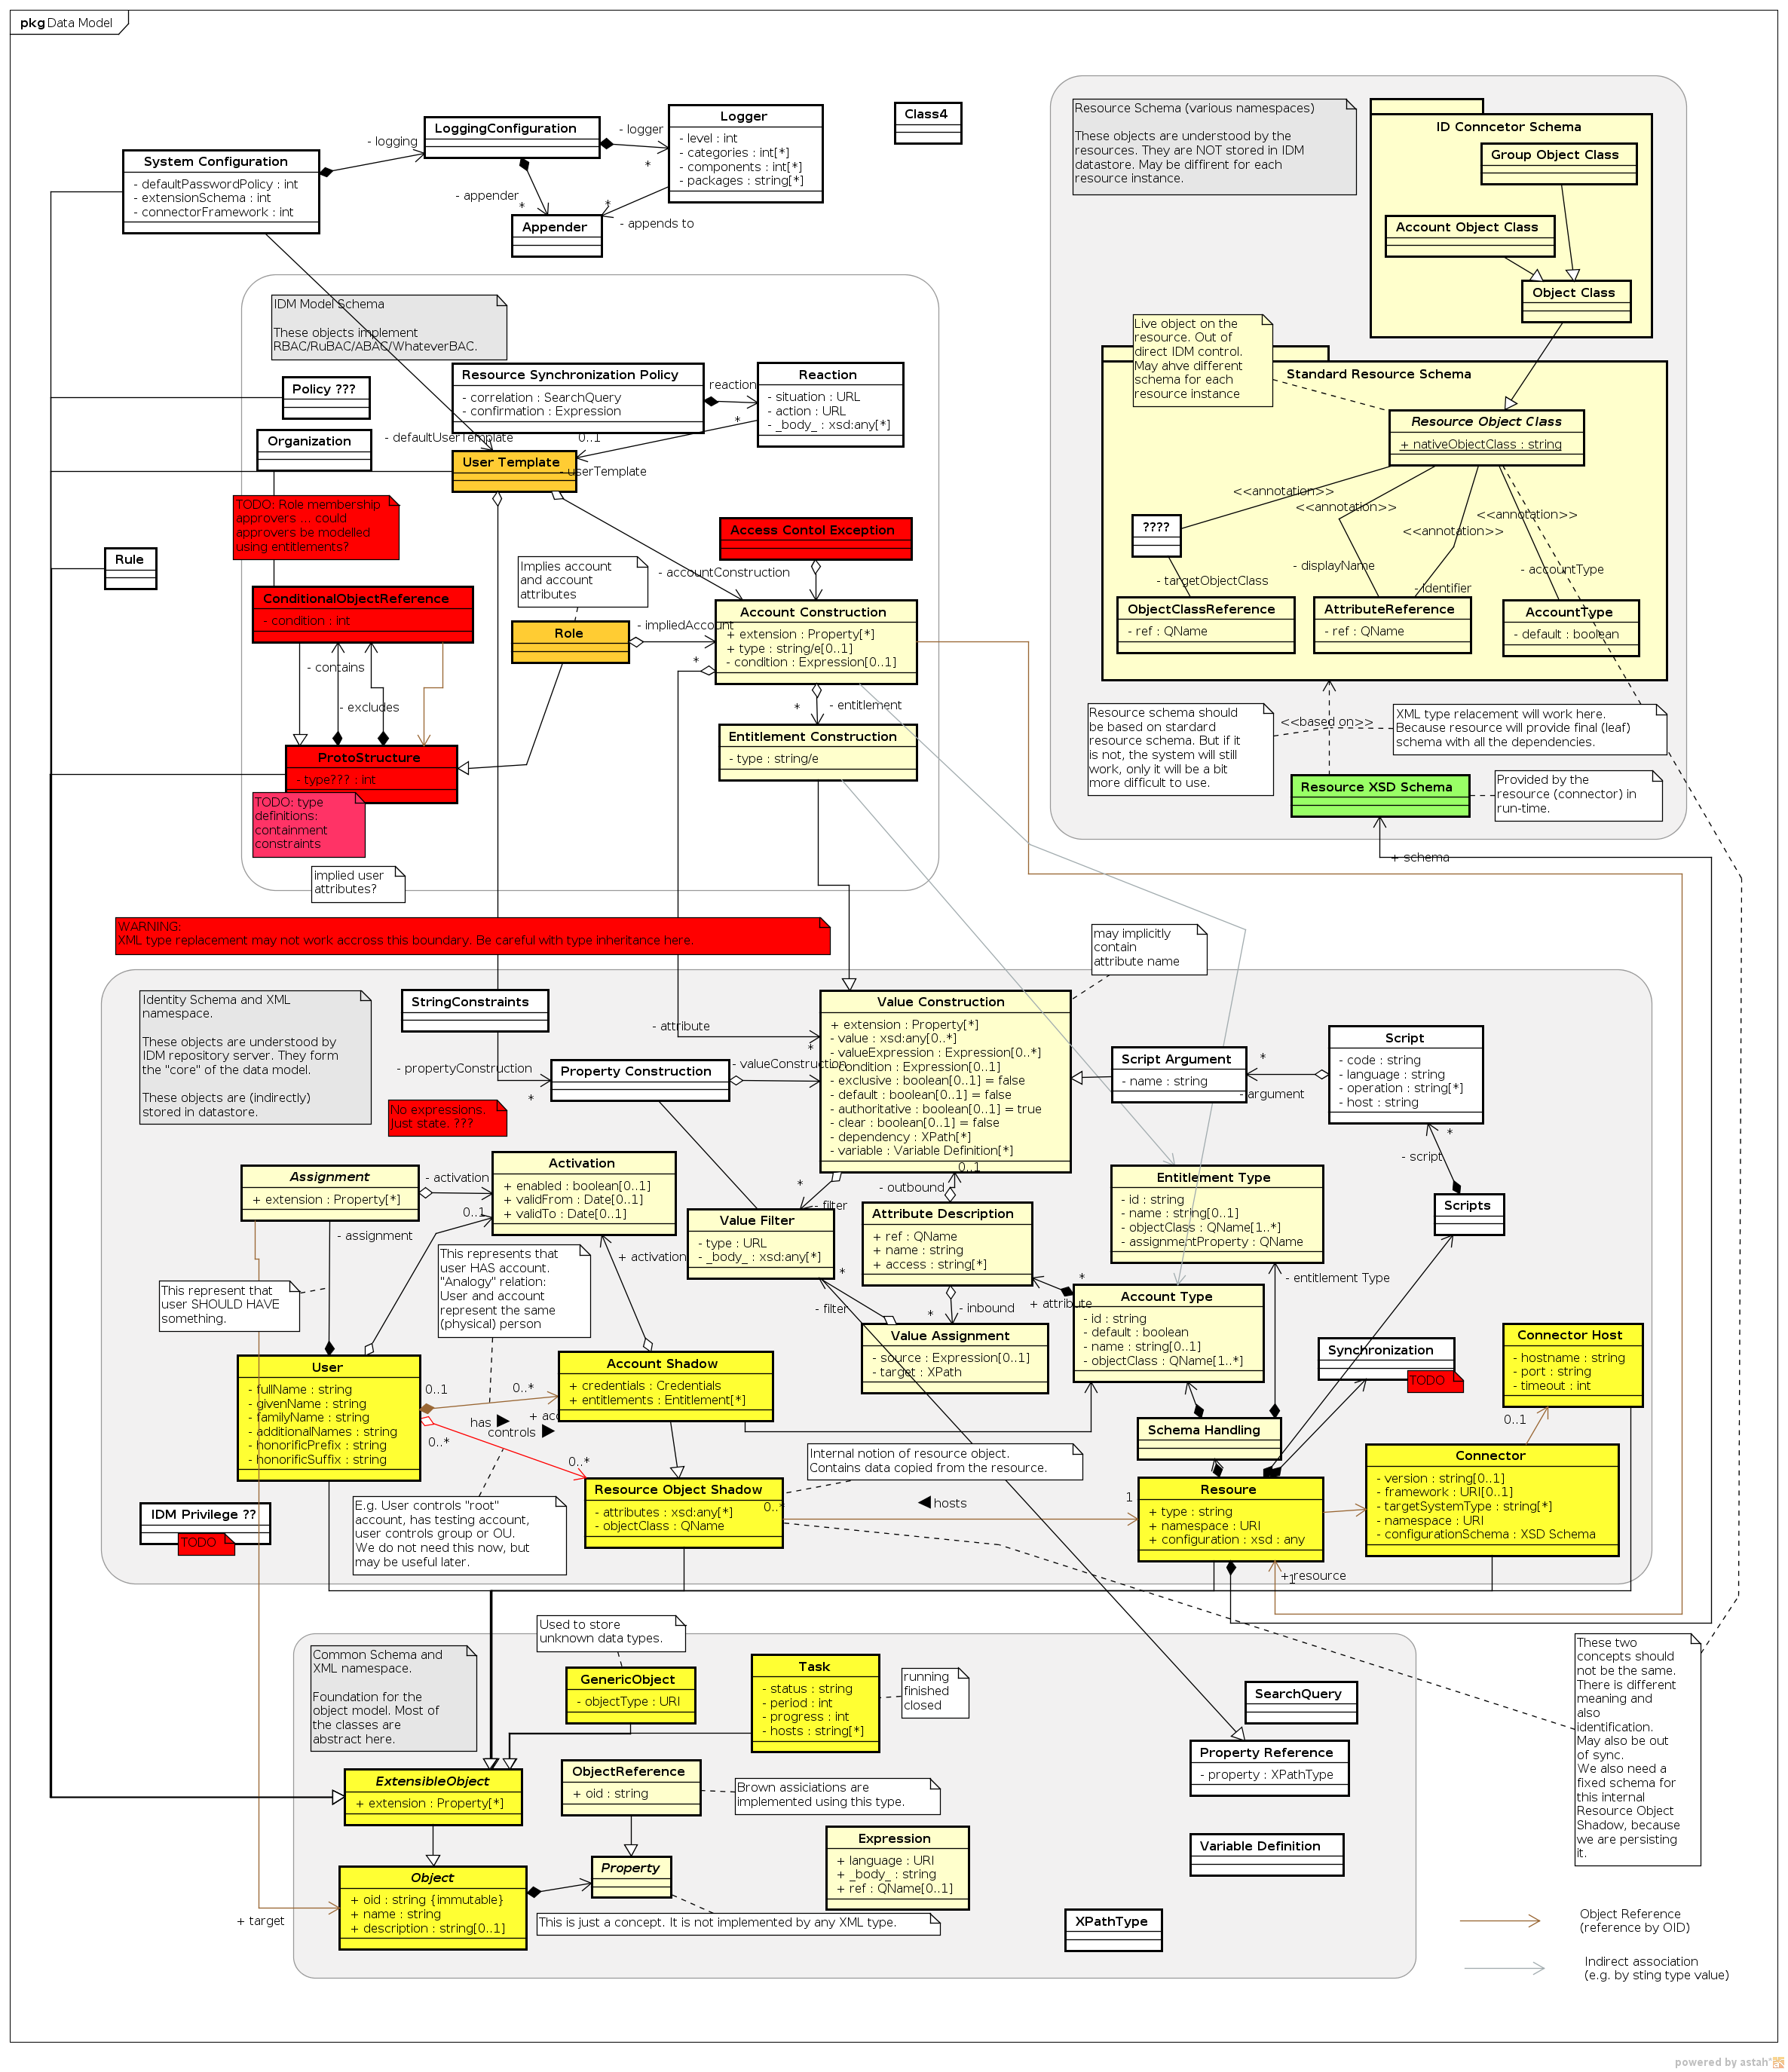 pkg Data Model
System Configuration
- defaultPasswordPolicy : int
- extensionSchema : int
- connectorFramework : int
- logging
LoggingConfiguration
- logger
*
- appender
*
Logger
- level : int
- categories : int[*]
- components : int[*]
- packages : string[*]
*
- appends to
Appender
Class4
Resource Schema (various namespaces)
These objects are understood by the
resources. They are NOT stored in IDM
datastore. May be diffirent for each
resource instance.
ID Conncetor Schema
Group Object Class
Account Object Class
Object Class
Live object on the
resource. Out of
direct IDM control.
May ahve different
schema for each
resource instance
Standard Resource Schema
Resource Object Class
+ nativeObjectClass : string
<<annotation>>
<<annotation>>
<<annotation>>
<<annotation>>
????
- targetObjectClass
- displayName
- identifier
- accountType
ObjectClassReference
- ref : QName
AttributeReference
- ref : QName
AccountType
- default : boolean
Resource schema should
be based on stardard
resource schema. But if it
is not, the system will still
work, only it will be a bit
more difficult to use.
<<based on>>
XML type relacement will work here.
Because resource will provide final (leaf)
schema with all the dependencies.
Resource XSD Schema
Provided by the
resource (connector) in
run-time.
+ schema
IDM Model Schema
These objects implement
RBAC/RuBAC/ABAC/WhateverBAC.
Policy ???
Organization
Resource Synchronization Policy
- correlation : SearchQuery
- confirmation : Expression
reaction
*
Reaction
- situation : URL
- action : URL
- _body_ : xsd:any[*]
- defaultUserTemplate
0..1
- userTemplate
User Template
TODO: Role membership
approvers ... could
approvers be modelled
using entitlements?
Rule
Access Contol Exception
Implies account
and account
attributes
- accountConstruction
ConditionalObjectReference
- condition : int
Role
- impliedAccount
*
Account Construction
+ extension : Property[*]
+ type : string/e[0..1]
- condition : Expression[0..1]
- contains
- excludes
* - entitlement
Entitlement Construction
- type : string/e
ProtoStructure
- type??? : int
TODO: type
definitions:
containment
constraints
implied user
attributes?
WARNING:
XML type replacement may not work accross this boundary. Be careful with type inheritance here.
may implicitly
contain
attribute name
Identity Schema and XML
namespace.
These objects are understood by
IDM repository server. They form
the "core" of the data model.
These objects are (indirectly)
stored in datastore.
StringConstraints
- propertyConstruction
*
Property Construction
- attribute
*
- valueConstruction
No expressions.
Just state. ???
Value Construction
+ extension : Property[*]
- value : xsd:any[0..*]
- valueExpression : Expression[0..*]
- condition : Expression[0..1]
- exclusive : boolean[0..1] = false
- default : boolean[0..1] = false
- authoritative : boolean[0..1] = true
- clear : boolean[0..1] = false
- dependency : XPath[*]
- variable : Variable Definition[*]
Script Argument
- name : string
*
- argument
Script
- code : string
- language : string
- operation : string[*]
- host : string
*
- script
Scripts
Assignment
+ extension : Property[*]
- activation
0..1
- assignment
Activation
+ enabled : boolean[0..1]
+ validFrom : Date[0..1]
+ validTo : Date[0..1]
+ activation
This represents that
user HAS account.
"Analogy" relation:
User and account
represent the same
(physical) person
This represent that
user SHOULD HAVE
something.
*
- filter
Value Filter
- type : URL
- _body_ : xsd:any[*]
*
- filter
- outbound
0..1
Attribute Description
+ ref : QName
+ name : string
+ access : string[*]
*
- inbound
*
+ attribute
Value Assignment
- source : Expression[0..1]
- target : XPath
Entitlement Type
- id : string
- name : string[0..1]
- objectClass : QName[1..*]
- assignmentProperty : QName
- entitlement Type
Account Type
- id : string
- default : boolean
- name : string[0..1]
- objectClass : QName[1..*]
Synchronization
TODO
Connector Host
- hostname : string
- port : string
- timeout : int
0..1
User
- fullName : string
- givenName : string
- familyName : string
- additionalNames : string
- honorificPrefix : string
- honorificSuffix : string
0..1
0..*
has
+ acc
controls
0..*
0..*
Account Shadow
+ credentials : Credentials
+ entitlements : Entitlement[*]
Internal notion of resource object.
Contains data copied from the resource.
Schema Handling
Resource Object Shadow
- attributes : xsd:any[*]
- objectClass : QName
0..*
hosts
1
Resoure
+ type : string
+ namespace : URI
+ configuration : xsd : any
Connector
- version : string[0..1]
- framework : URI[0..1]
- targetSystemType : string[*]
- namespace : URI
- configurationSchema : XSD Schema
IDM Privilege ??
TODO
E.g. User controls "root"
account, has testing account,
user controls group or OU.
We do not need this now, but
may be useful later.
+ resource
1
Used to store
unknown data types.
Common Schema and
XML namespace.
Foundation for the
object model. Most of
the classes are
abstract here.
GenericObject
- objectType : URI
Task
- status : string
- period : int
- progress : int
- hosts : string[*]
running
finished
closed
SearchQuery
Property Reference
- property : XPathType
These two
concepts should
not be the same.
There is different
meaning and
also
identification.
May also be out
of sync.
We also need a
fixed schema for
this internal
Resource Object
Shadow, because
we are persisting
it.
ExtensibleObject
+ extension : Property[*]
ObjectReference
+ oid : string
Brown assiciations are
implemented using this type.
Expression
+ language : URI
+ _body_ : string
+ ref : QName[0..1]
Variable Definition
Object
+ oid : string {immutable}
+ name : string
+ description : string[0..1]
+ target
Property
This is just a concept. It is not implemented by any XML type.
XPathType
Object Reference
(reference by OID)
Indirect association
(e.g. by sting type value)
powered by astah*